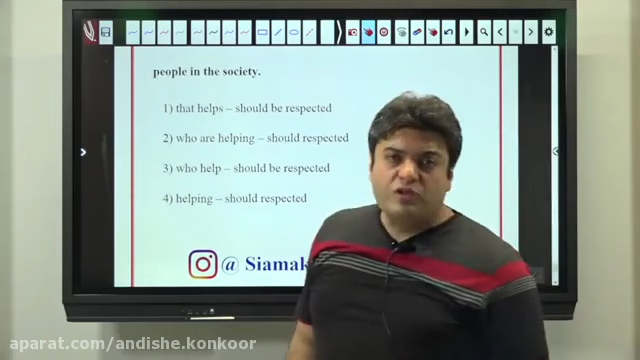 people in the society.
1) that helps – should be respected
2) who are helping – should respected
3) who help – should be respected
4) helping – should respected
@ Siamak
aparat.com/andishe.konkoor